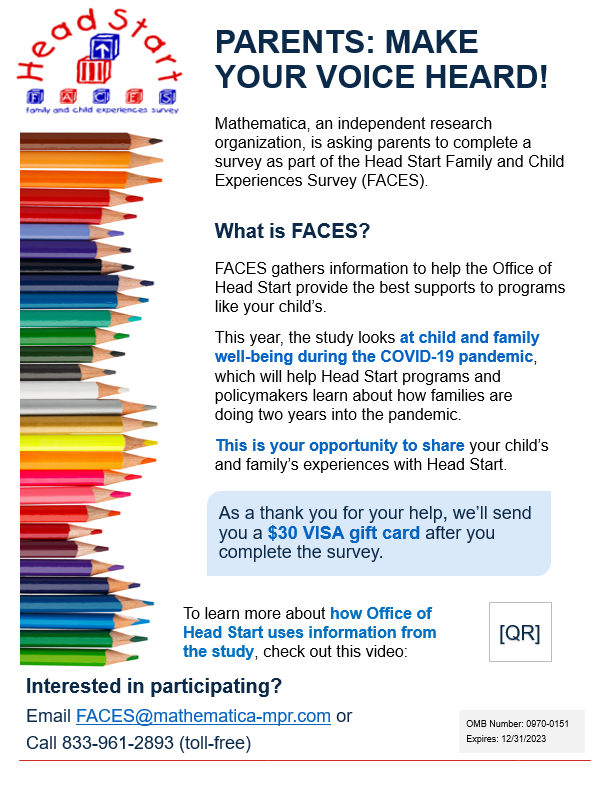 Head Start
FACES
family and child experiences survey
PARENTS: MAKE
YOUR VOICE HEARD!
Mathematica, an independent research
organization, is asking parents to complete a
survey as part of the Head Start Family and Child
Experiences Survey (FACES).
What is FACES?
FACES gathers information to help the Office of
Head Start provide the best supports to programs
like your child’s.
This year, the study looks at child and family
well-being during the COVID-19 pandemic,
which will help Head Start programs and
policymakers learn about how families are
doing two years into the pandemic.
This is your opportunity to share your child’s
and family’s experiences with Head Start.
As a thank you for your help, we’ll send
you a $30 VISA gift card after you
complete the survey.
To learn more about how Office of
Head Start uses information from
the study, check out this video:
[QR]
Interested in participating?
Email FACES@mathematica-mpr.com or
Call 833-961-2893 (toll-free)
OMB Number: 0970-0151
Expires: 12/31/2023